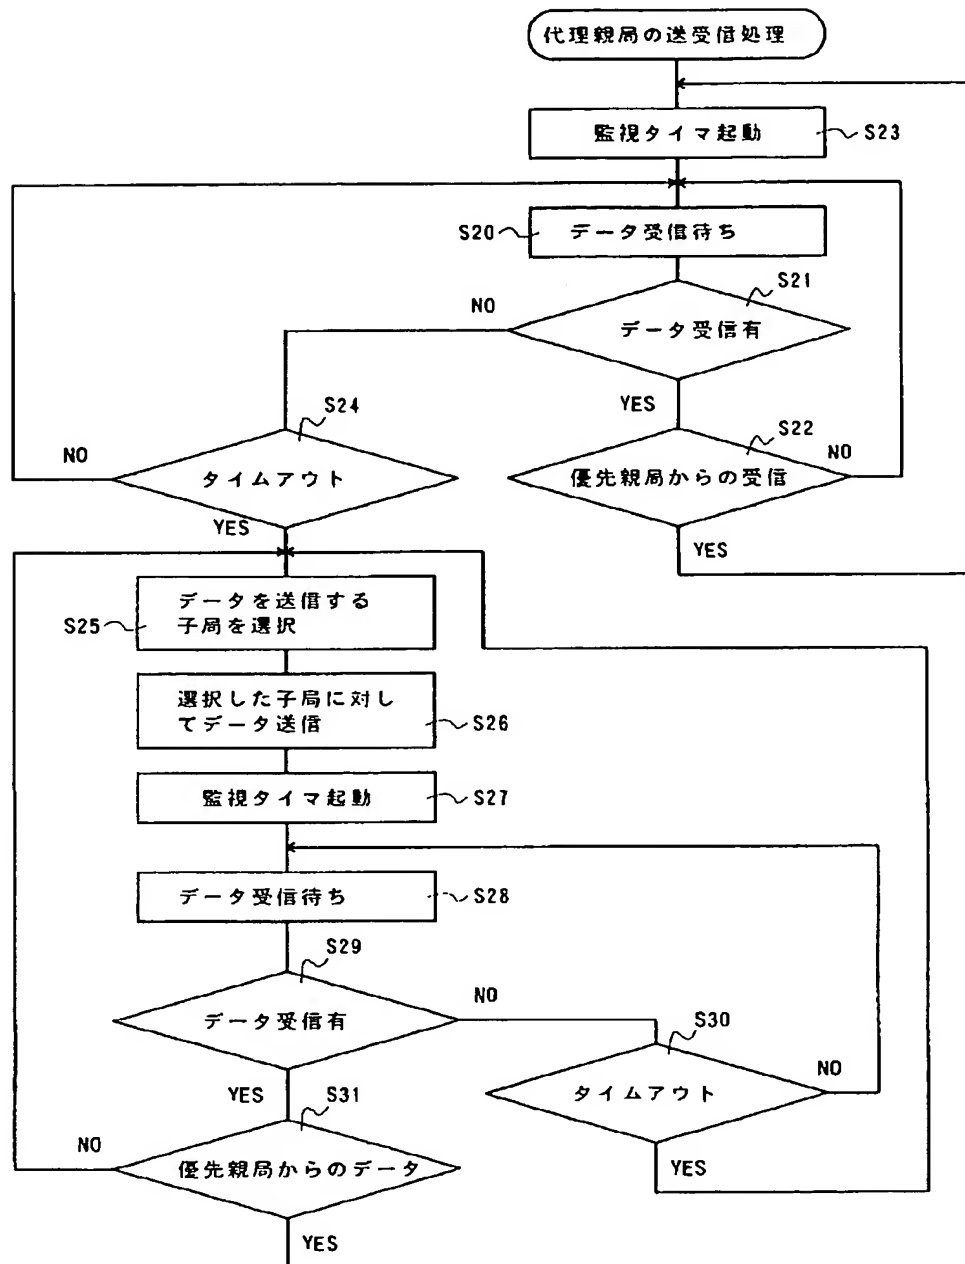 代理親局の送受信処理
監視タイマ起動
S23
S20
データ受信待ち
S21
NO
データ受信有
YES
S24
S22
NO
NO
タイムアウト
優先親局からの受信
YES
YES
データを送信する
子局を選択
S25
選択した子局に対し
てデータ送信
S26
監視タイマ起動
S27
データ受信待ち
S28
S29
NO
データ受信有
S30
NO
YES
S31
タイムアウト
NO
優先親局からのデータ
YES
YES